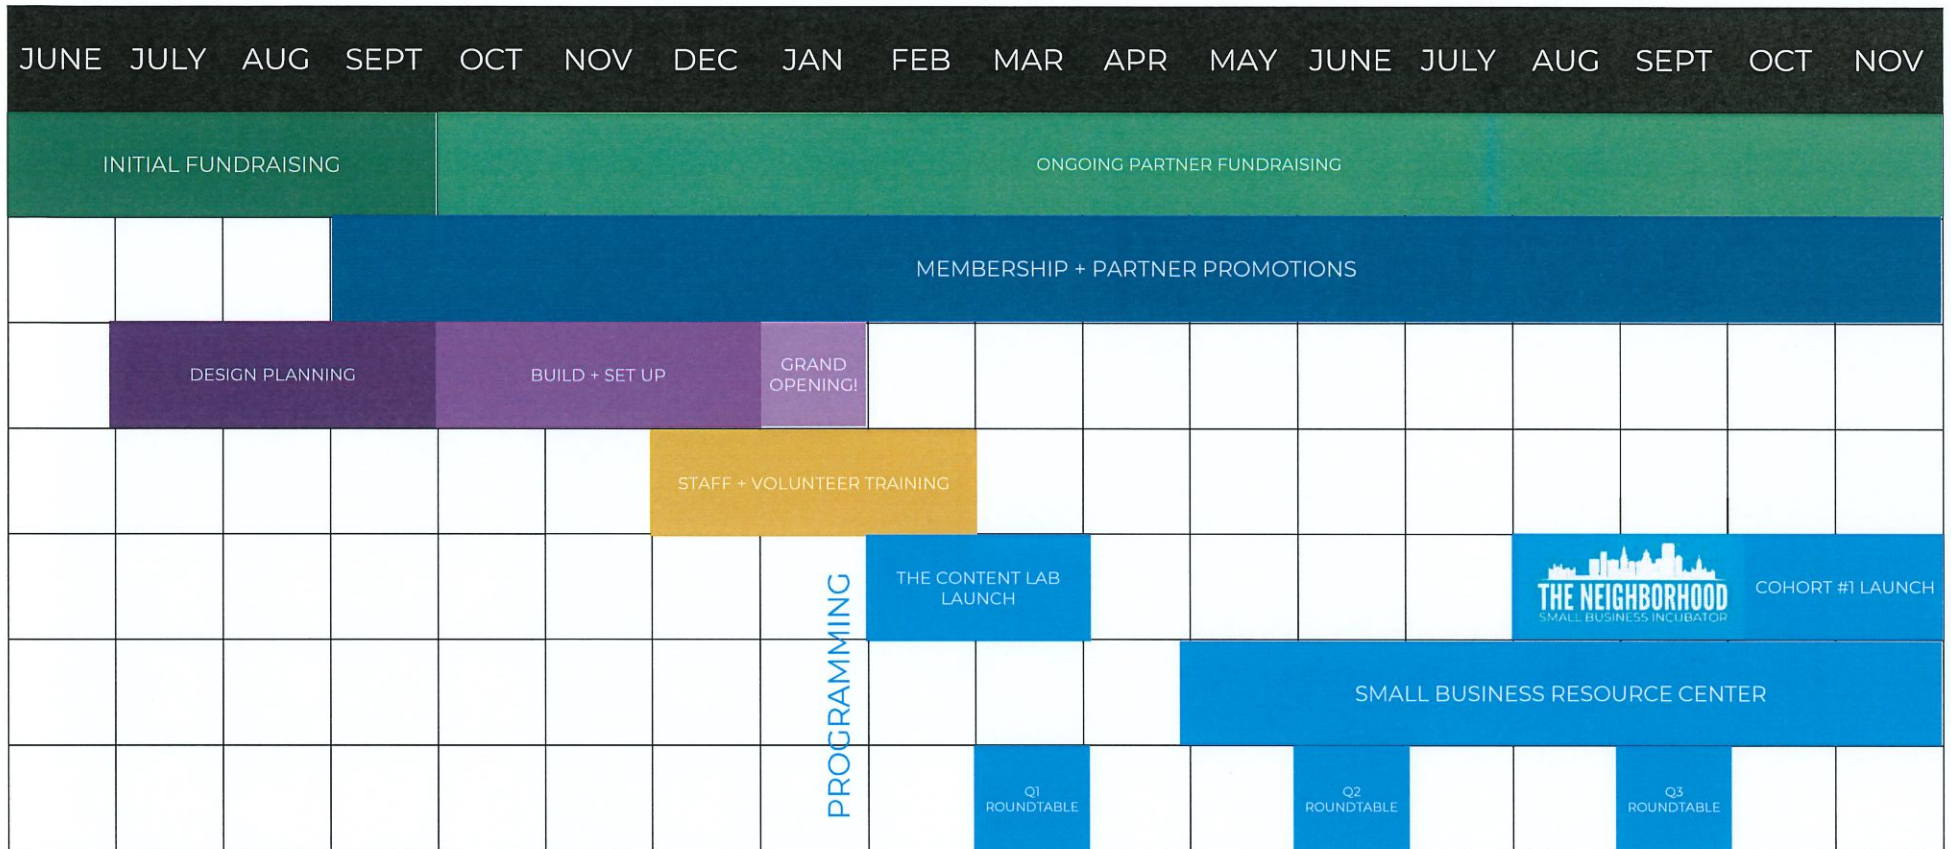 JUNE JULY AUG SEPT OCT NOV DEC JAN FEB MAR APR MAY JUNE JULY AUG SEPT OCT NOV
INITIAL FUNDRAISING
ONGOING PARTNER FUNDRAISING
MEMBERSHIP + PARTNER PROMOTIONS
DESIGN PLANNING
BUILD + SET UP
GRAND
OPENING!
STAFF + VOLUNTEER TRAINING
PROGRAMMING
THE CONTENT LAB
LAUNCH
THE NEIGHBORHOOD
SMALL BUSINESS INCUBATOR
COHORT #1 LAUNCH
SMALL BUSINESS RESOURCE CENTER
Q1
ROUNDTABLE
Q2
ROUNDTABLE
Q3
ROUNDTABLE